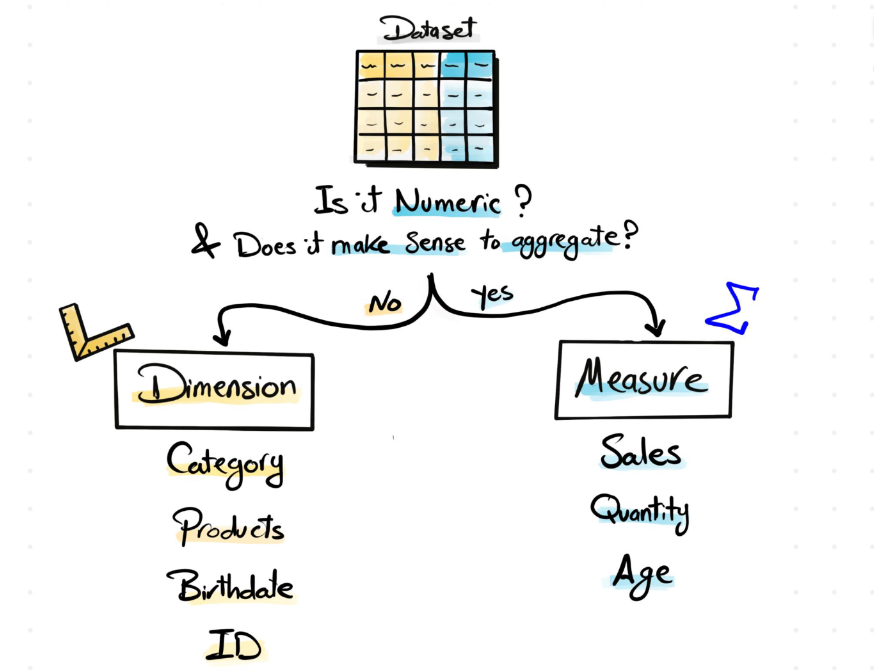 Dataset
Is it Numeric ?
& Does it make Sense to aggregate?
No
yes
Dimension
Measure
Category
Products
Birthdate
ID
Sales
Quantity
Age